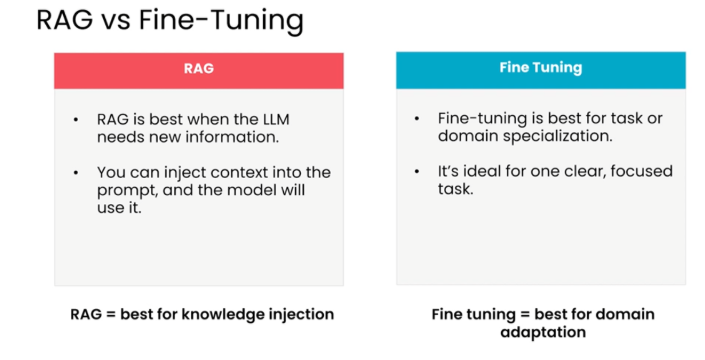 RAG vs Fine-Tuning
RAG
• RAG is best when the LLM
needs new information.
• You can inject context into the
prompt, and the model will
use it.
RAG = best for knowledge injection
Fine Tuning
• Fine-tuning is best for task or
domain specialization.
• It's ideal for one clear, focused
task.
Fine tuning = best for domain
adaptation